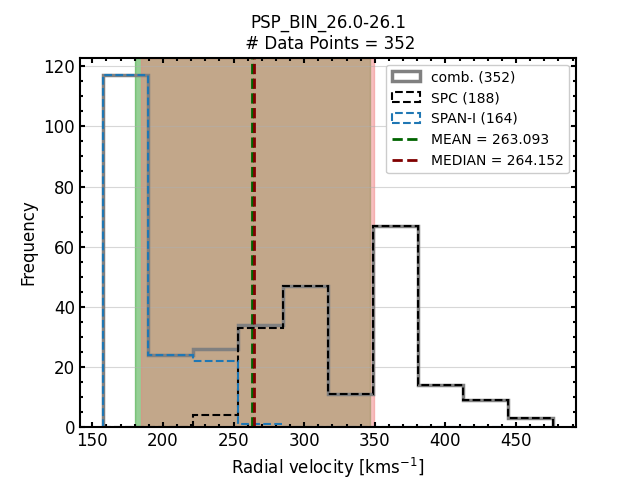 PSP_BIN_26.0-26.1
# Data Points = 352
comb. (352)
SPC (188)
SPAN-I (164)
MEAN = 263.093
MEDIAN = 264.152
Frequency
120
100
80
60
40
20
0
150 200 250 300 350 400 450
Radial velocity [kms⁻¹]